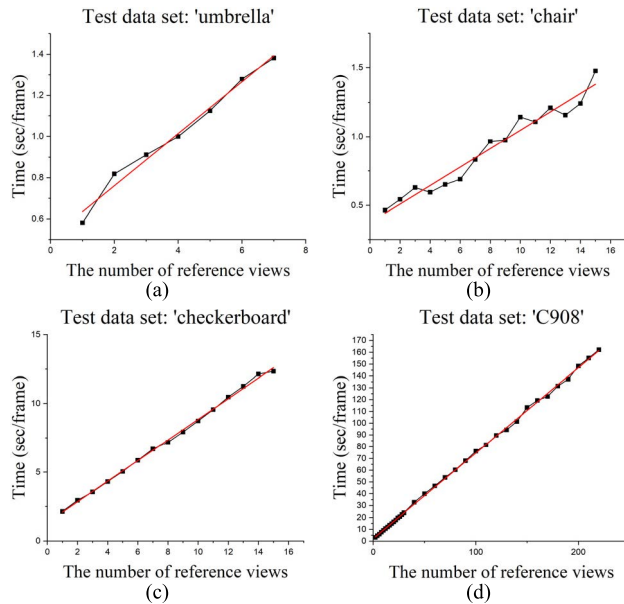 Test data set: 'umbrella'
Time (sec/frame)
1.4
1.2
1.0
0.8
0.6
0 2 4 6 8
The number of reference views
(a)
Test data set: 'chair'
Time (sec/frame)
1.5
1.0
0.5
0 2 4 6 8 10 12 14 16
The number of reference views
(b)
Test data set: 'checkerboard'
Time (sec/frame)
15
10
5
0
2 4 6 8 10 12 14 16
The number of reference views
(c)
Test data set: 'C908'
Time (sec/frame)
170
160
150
140
130
120
110
100
90
80
70
60
50
40
30
20
10
0
0 100 200
The number of reference views
(d)